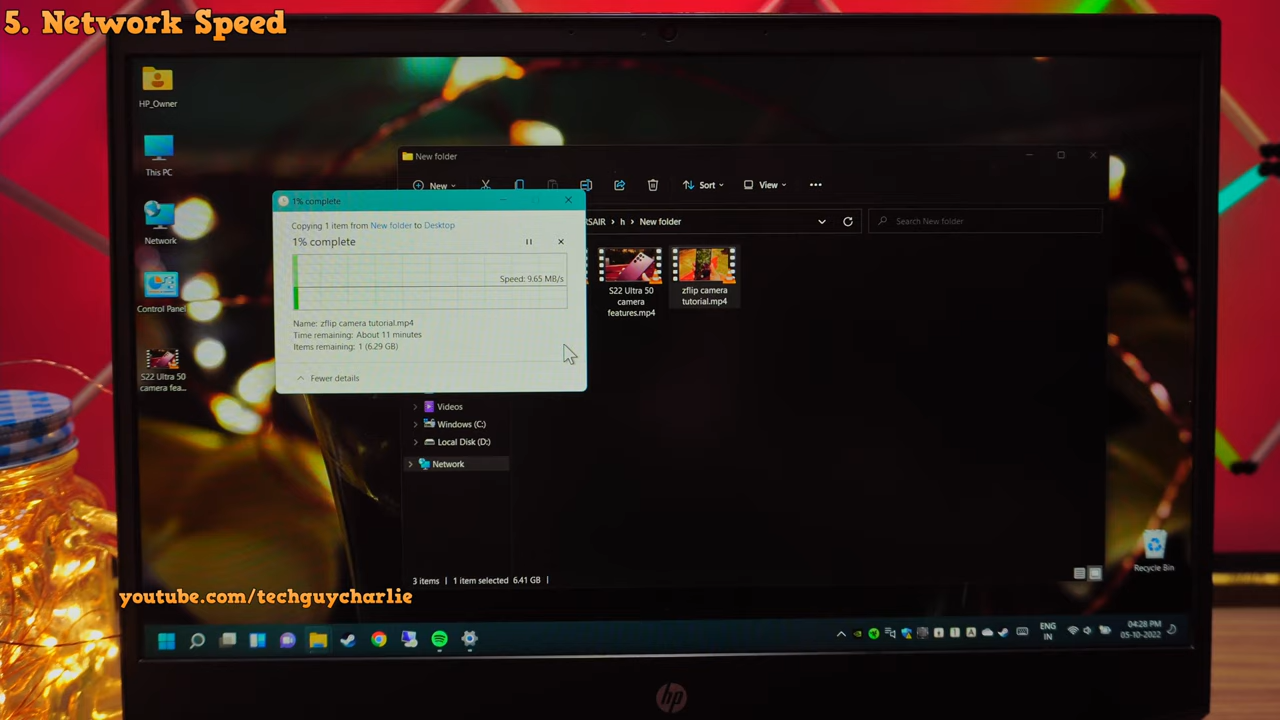 5. Network Speed
HP_Owner
This PC
Network
Control Panel
S22 Ultra 50
camera fea...
New folder
New
Sort
View
RSAIR › h › New folder
Search New folder
1% complete
Copying 1 item from New folder to Desktop
1% complete
Speed: 9.65 MB/s
Name: zflip camera tutorial.mp4
Time remaining: About 11 minutes
Items remaining: 1 (6.29 GB)
Fewer details
S22 Ultra 50
camera
features.mp4
zflip camera
tutorial.mp4
Videos
Windows (C:)
Local Disk (D:)
Network
3 items | 1 item selected 6.41 GB |
Recycle Bin
youtube.com/techguycharlie
ENG
IN
04:28 PM
05-10-2022
hp